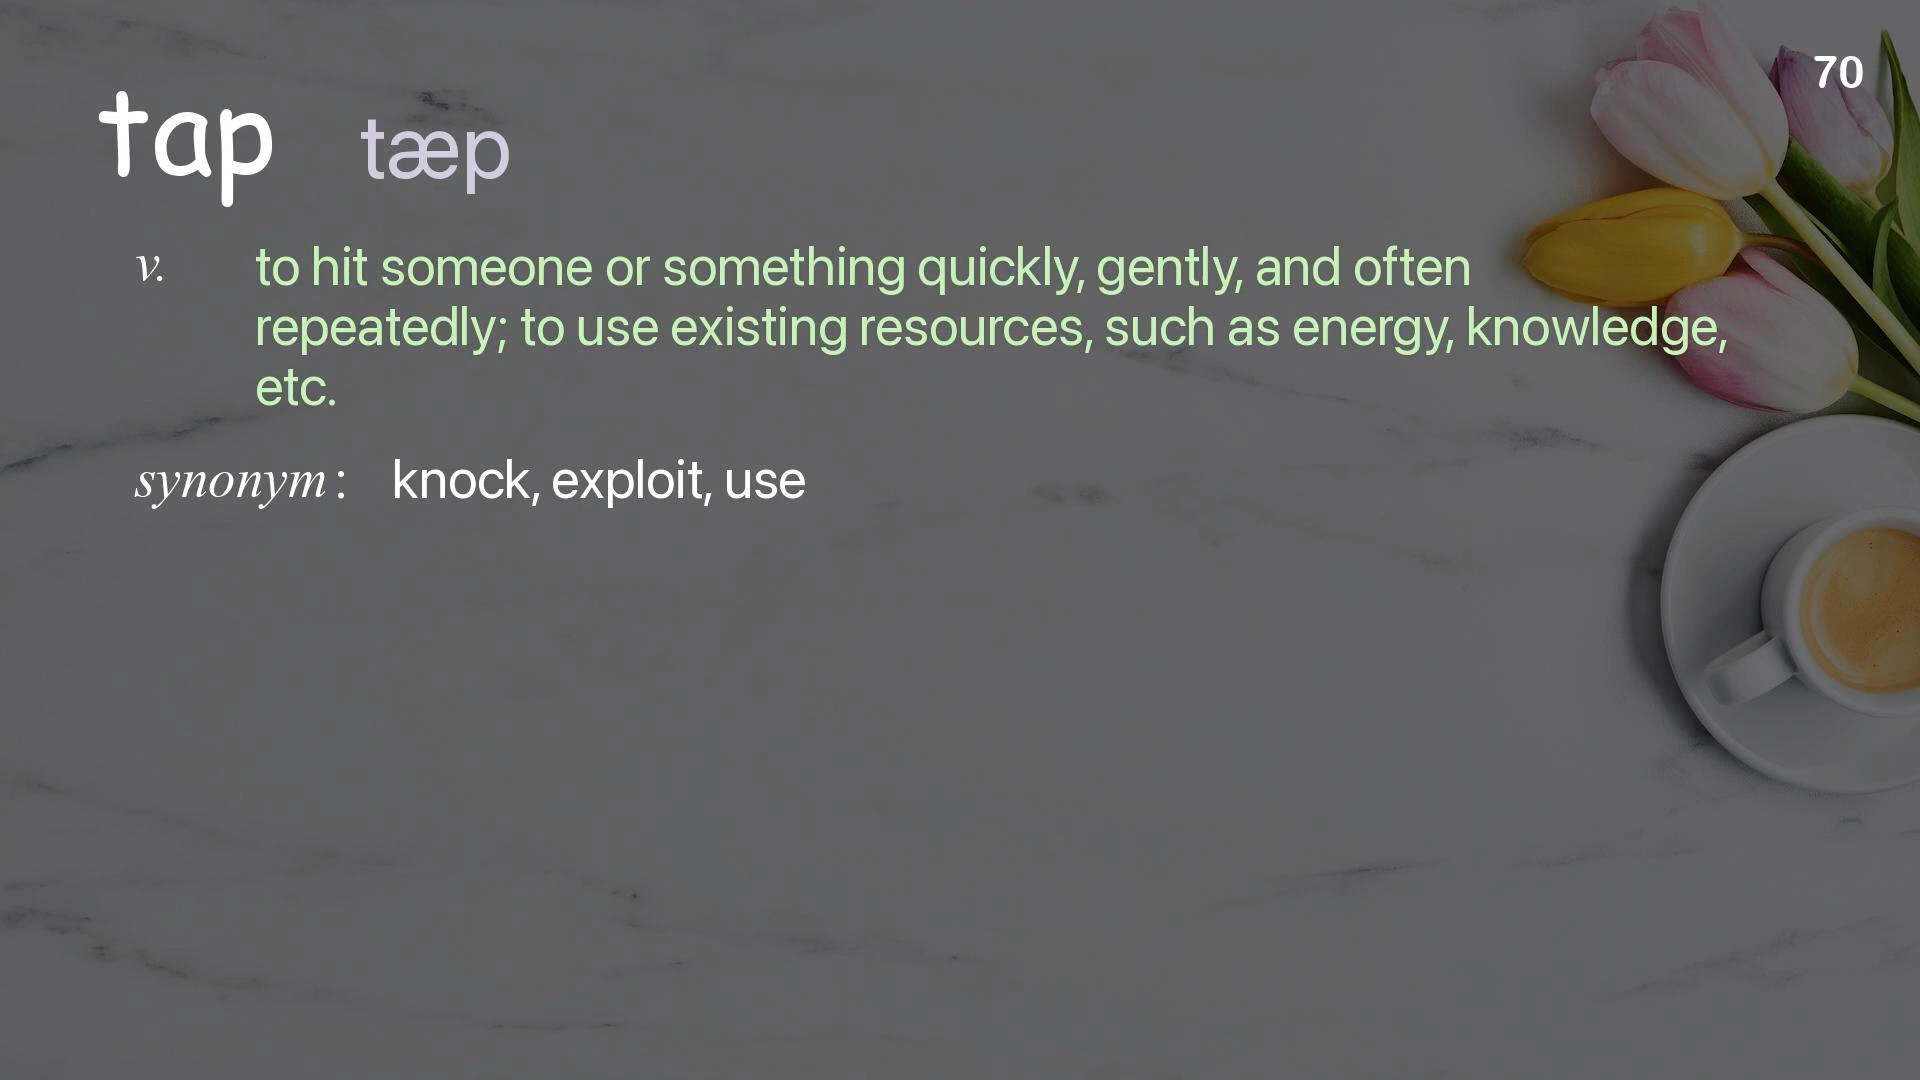 70
tap tæp
v. to hit someone or something quickly, gently, and often
repeatedly; to use existing resources, such as energy, knowledge,
etc.
synonym : knock, exploit, use